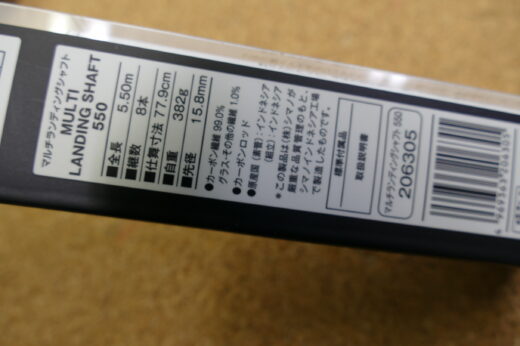 マルチランディングシャフト
MULTI
LANDING SHAFT
550
■全長 5.50m
■継数 8本
■仕舞寸法 77.9cm
■自重 382g
■先径 15.8mm
●カーボン繊維 99.0%
グラス・その他の繊維 1.0%
●カーボンロッド
●原産国(素管):インドネシア
(組立):インドネシア
*この製品は(株)シマノが
厳重な品質管理のもと、
シマノインドネシア工場
で製造したものです。
標準付属品
取扱説明書
マルチランディングシャフト 550
206305
4 969363 206305